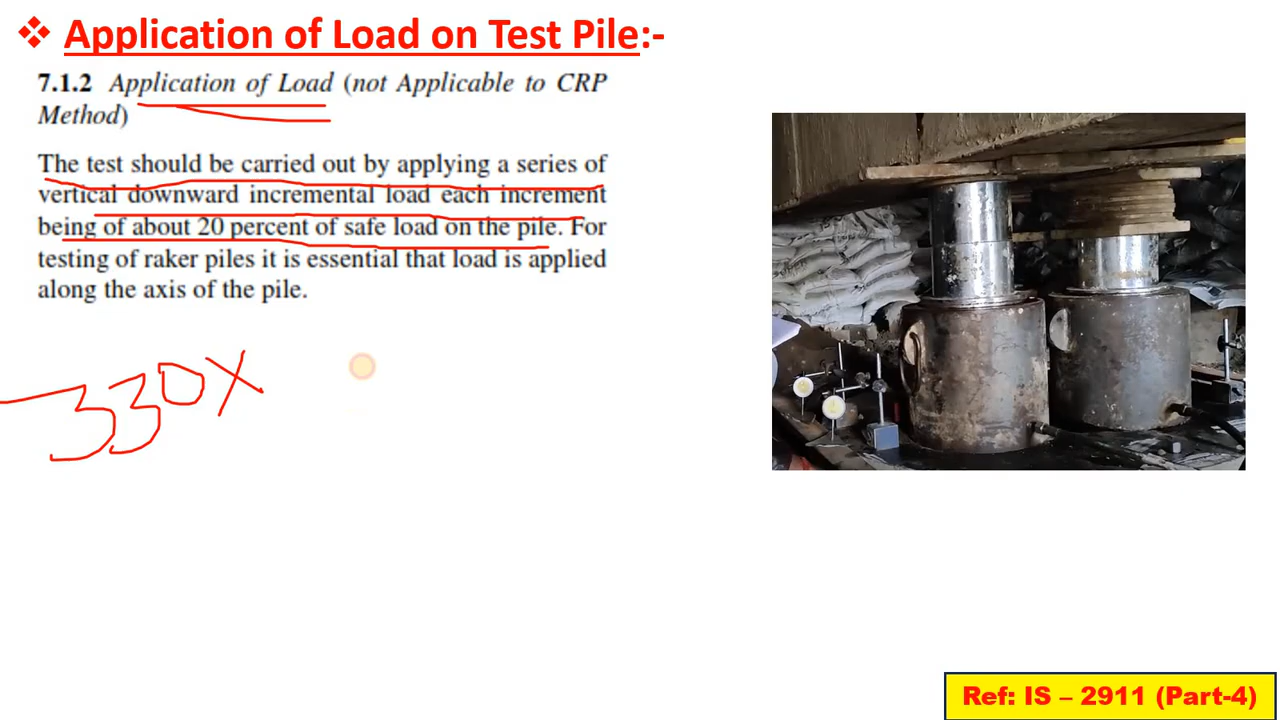 ❖ Application of Load on Test Pile:-
7.1.2 Application of Load (not Applicable to CRP
Method)
The test should be carried out by applying a series of
vertical downward incremental load each increment
being of about 20 percent of safe load on the pile. For
testing of raker piles it is essential that load is applied
along the axis of the pile.
330X
Ref: IS – 2911 (Part-4)